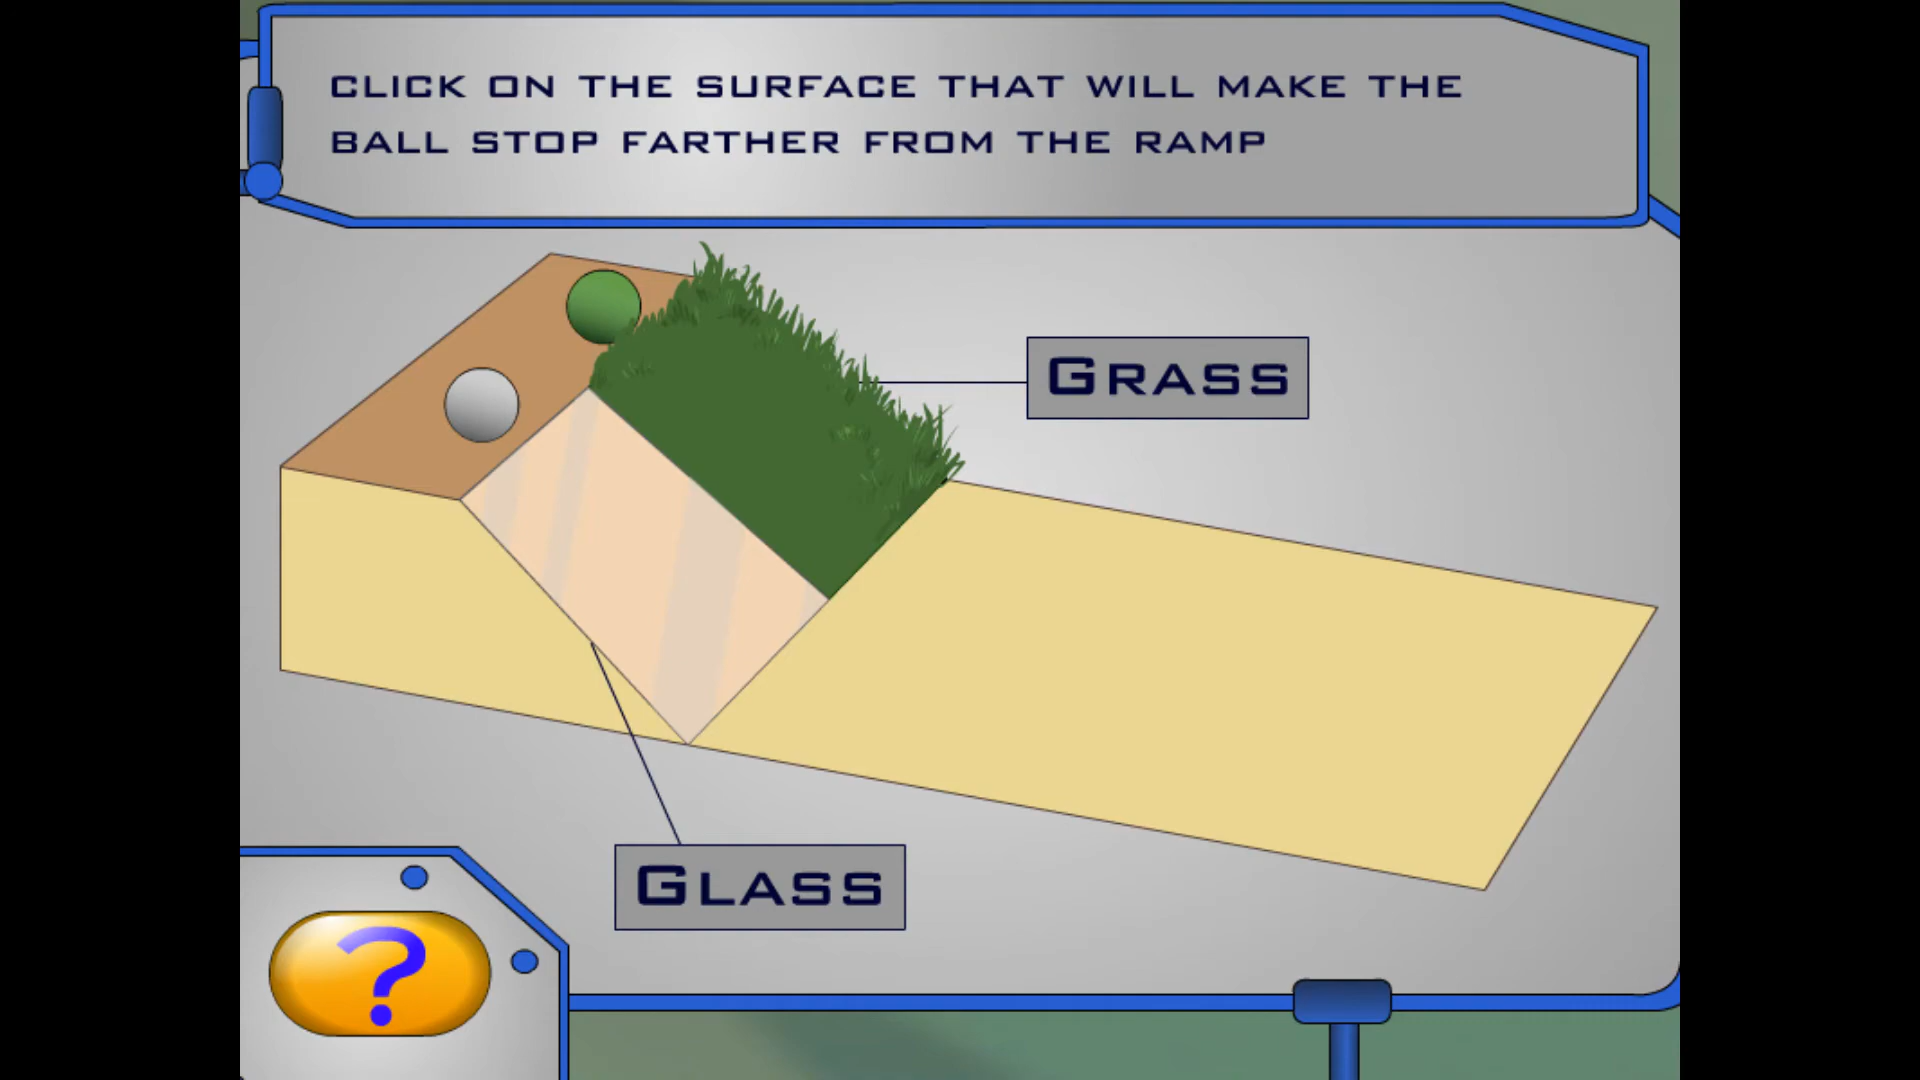 CLICK ON THE SURFACE THAT WILL MAKE THE
BALL STOP FARTHER FROM THE RAMP
GRASS
GLASS
?